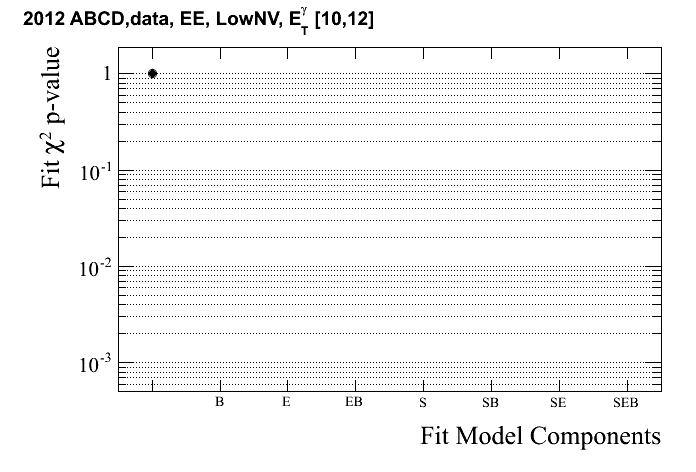 2012 ABCD,data, EE, LowNV, E_T^γ [10,12]
Fit χ² p-value
1
10⁻¹
10⁻²
10⁻³
B E EB S SB SE SEB
Fit Model Components